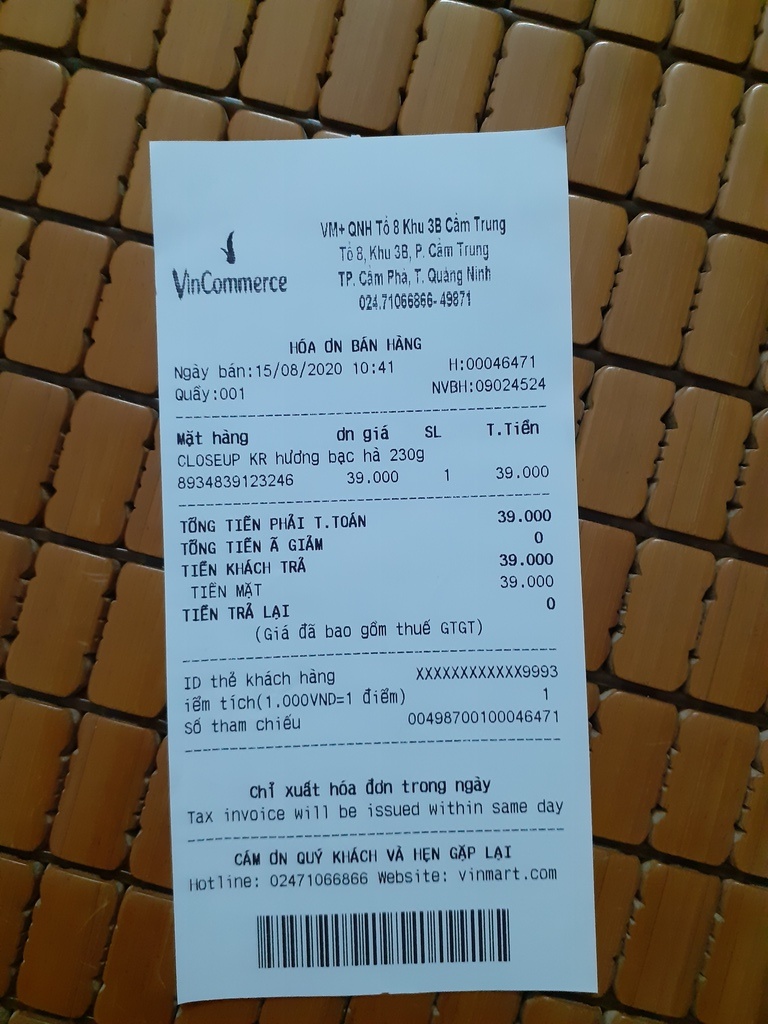 VinCommerce
VM+ QNH Tổ 8 Khu 3B Cẩm Trung
Tổ 8, Khu 3B, P. Cẩm Trung
TP. Cẩm Phả, T. Quảng Ninh
024.71066866- 49871
HÓA ƠN BÁN HÀNG
Ngày bán:15/08/2020 10:41 H:00046471
Quầy:001 NVBH:09024524
Mặt hàng ơn giá SL T.Tiền
CLOSEUP KR hương bạc hà 230g
8934839123246 39.000 1 39.000
TỔNG TIỀN PHẢI T.TOÁN 39.000
TỔNG TIỀN Ã GIẢM 0
TIỀN KHÁCH TRẢ 39.000
TIỀN MẶT 39.000
TIỀN TRẢ LẠI 0
(Giá đã bao gồm thuế GTGT)
ID thẻ khách hàng XXXXXXXXXXXX9993
iểm tích(1.000VND=1 điểm) 1
Số tham chiếu 00498700100046471
Chỉ xuất hóa đơn trong ngày
Tax invoice will be issued within same day
CẢM ƠN QUÝ KHÁCH VÀ HẸN GẶP LẠI
Hotline: 02471066866 Website: vinmart.com